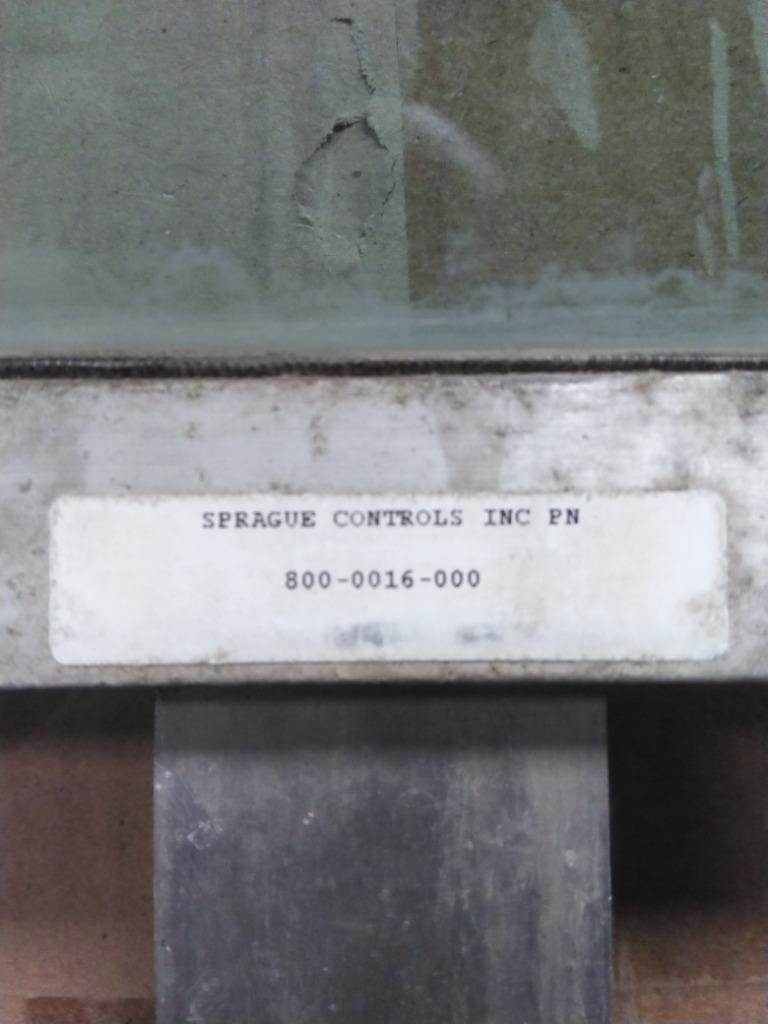 SPRAGUE CONTROLS INC PN
800-0016-000